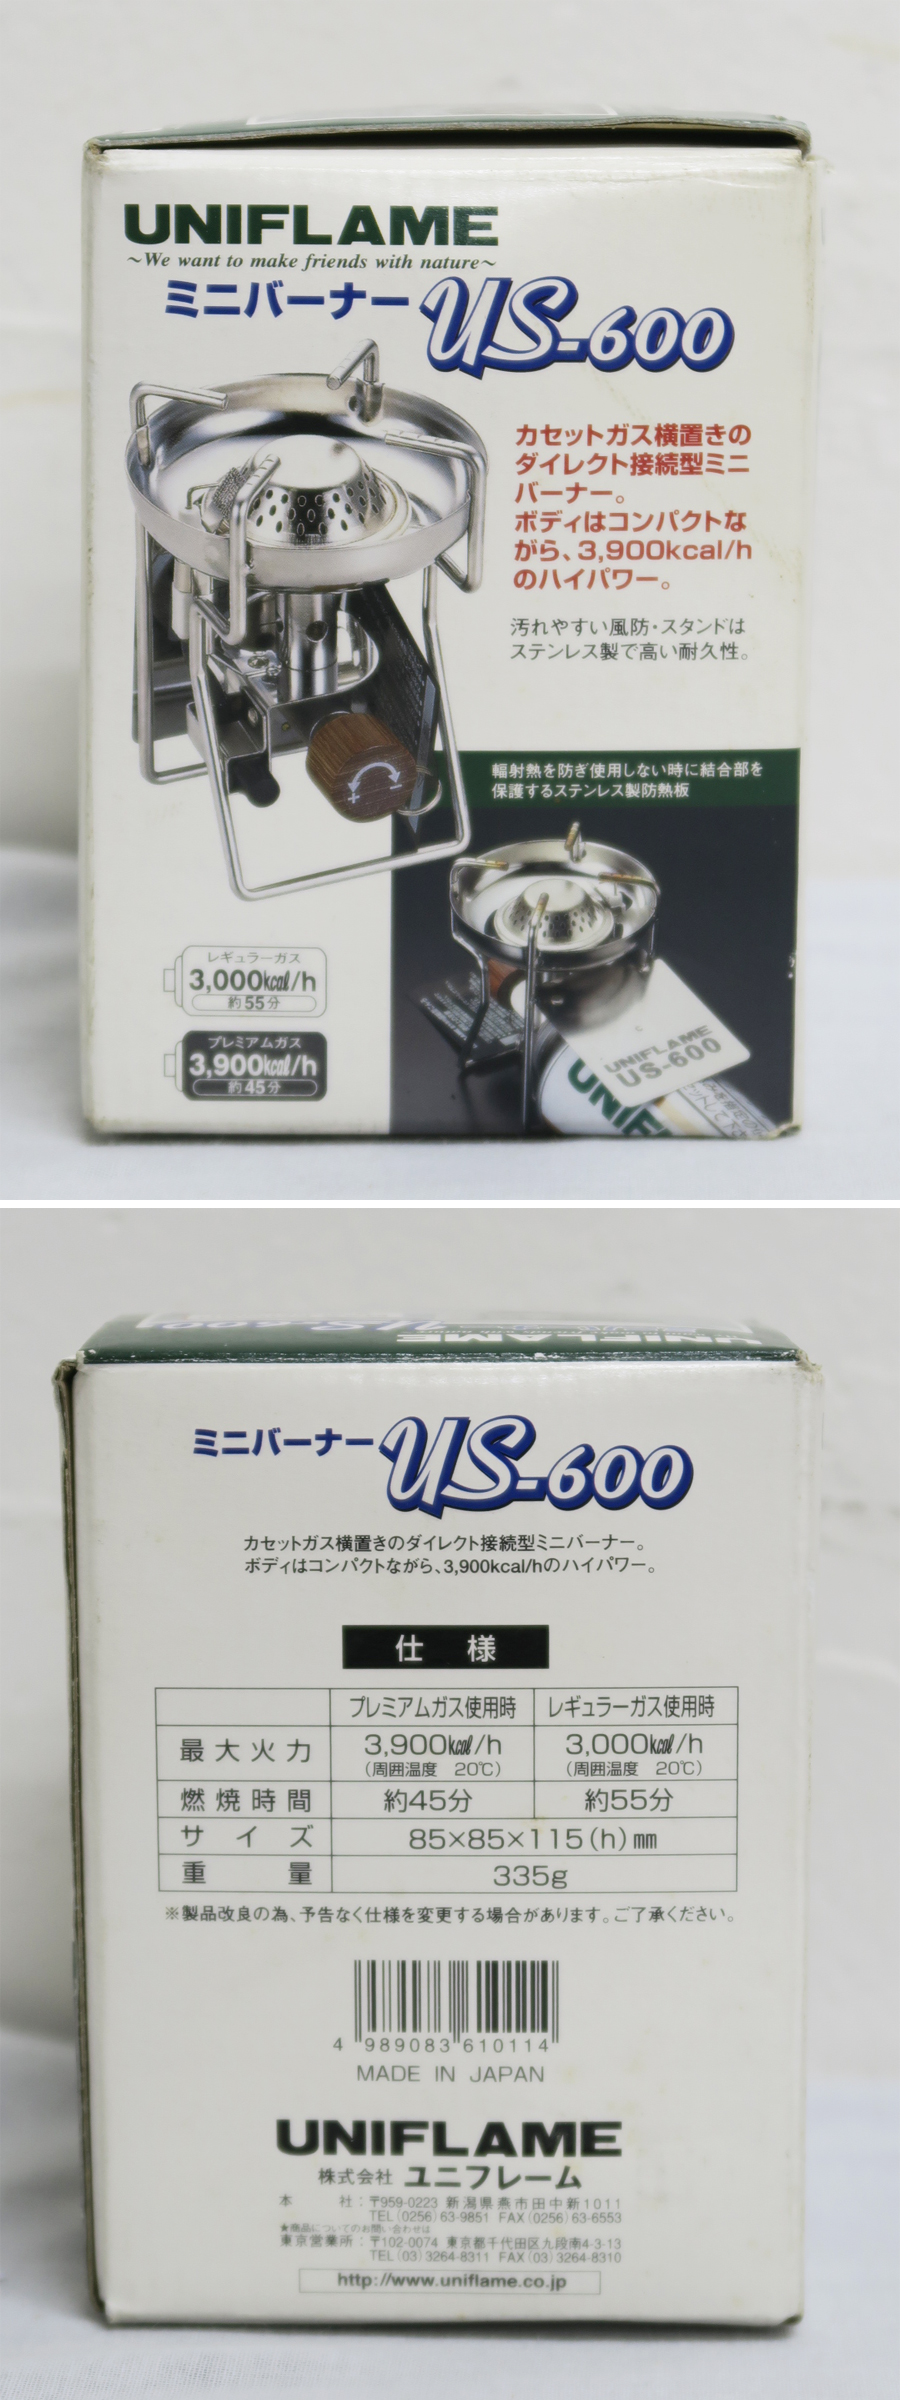 UNIFLAME
~We want to make friends with nature~
ミニバーナー US-600
カセットガス横置きの
ダイレクト接続型ミニ
バーナー。
ボディはコンパクトな
がら、3,900kcal/h
のハイパワー。
汚れやすい風防・スタンドは
ステンレス製で高い耐久性。
輻射熱を防ぎ使用しない時に結合部を
保護するステンレス製防熱板
レギュラーガス
3,000kcal/h
約55分
プレミアムガス
3,900kcal/h
約45分
UNIFLAME
US-600
UNIF
UNIFLAME
US-600
ミニバーナー US-600
カセットガス横置きのダイレクト接続型ミニバーナー。
ボディはコンパクトながら、3,900kcal/hのハイパワー。
仕 様
プレミアムガス使用時 レギュラーガス使用時
最大火力 3,900kcal/h 3,000kcal/h
(周囲温度 20℃) (周囲温度 20℃)
燃焼時間 約45分 約55分
サイズ 85×85×115(h)mm
重量 335g
※製品改良の為、予告なく仕様を変更する場合があります。ご了承ください。
4 989083 610114
MADE IN JAPAN
UNIFLAME
株式会社 ユニフレーム
本 社:〒959-0223 新潟県燕市田中新1011
TEL(0256)63-9851 FAX(0256)63-6553
★商品についてのお問い合わせは
東京営業所:〒102-0074 東京都千代田区九段南4-3-13
TEL(03)3264-8311 FAX(03)3264-8310
http://www.uniflame.co.jp